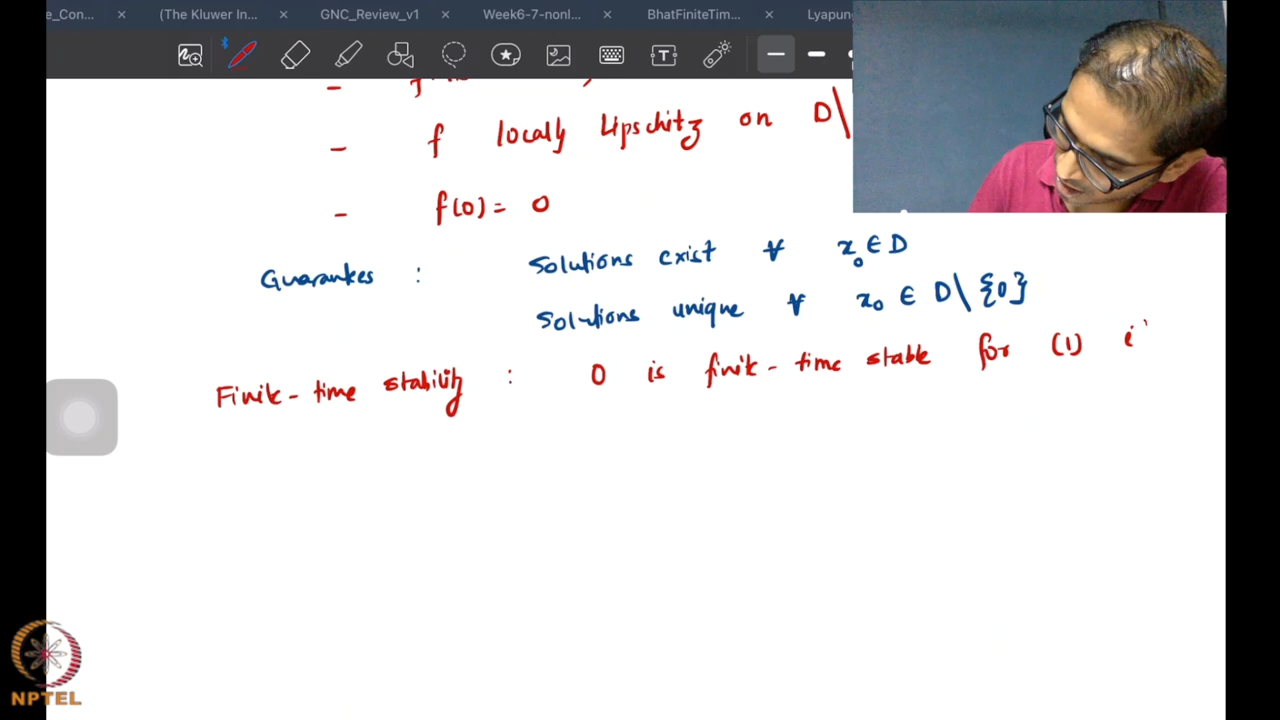 e_Con... (The Kluwer In... GNC_Review_v1 Week6-7-nonl... BhatFiniteTim... Lyapun
- f locally Lipschitz on D\
- f(0) = 0
Guarantees : Solutions exist ∀ x₀ ∈ D
Solutions unique ∀ x₀ ∈ D\{0}
Finite-time stability : 0 is finite-time stable for (1) i
NPTEL